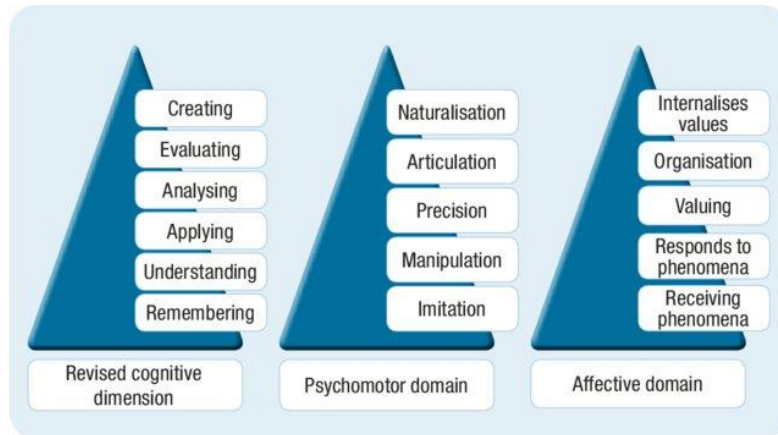 Creating
Evaluating
Analysing
Applying
Understanding
Remembering
Revised cognitive
dimension
Naturalisation
Articulation
Precision
Manipulation
Imitation
Psychomotor domain
Internalises
values
Organisation
Valuing
Responds to
phenomena
Receiving
phenomena
Affective domain